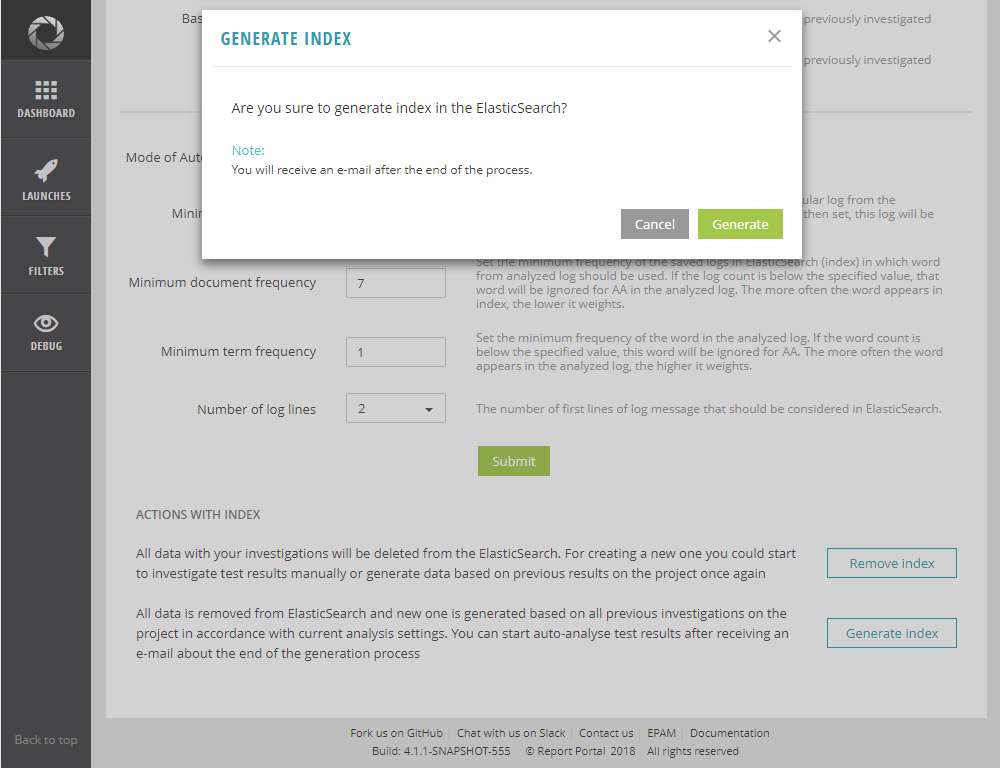 Bas
previously investigated
GENERATE INDEX
previously investigated
DASHBOARD
Are you sure to generate index in the ElasticSearch?
Note:
You will receive an e-mail after the end of the process.
Mode of Auto
LAUNCHES
Minin
ular log from the
then set, this log will be
Cancel
Generate
FILTERS
Minimum document frequency
7
Set the minimum frequency of the saved logs in ElasticSearch (index) in which word
from analyzed log should be used. If the log count is below the specified value, that
word will be ignored for AA in the analyzed log. The more often the word appears in
index, the lower it weights.
DEBUG
Minimum term frequency
1
Set the minimum frequency of the word in the analyzed log. If the word count is
below the specified value, this word will be ignored for AA. The more often the word
appears in the analyzed log, the higher it weights.
Number of log lines
2
The number of first lines of log message that should be considered in ElasticSearch.
Submit
ACTIONS WITH INDEX
All data with your investigations will be deleted from the ElasticSearch. For creating a new one you could start
to investigate test results manually or generate data based on previous results on the project once again
Remove index
All data is removed from ElasticSearch and new one is generated based on all previous investigations on the
project in accordance with current analysis settings. You can start auto-analyse test results after receiving an
e-mail about the end of the generation process
Generate index
Back to top
Fork us on GitHub | Chat with us on Slack | Contact us | EPAM | Documentation
Build: 4.1.1-SNAPSHOT-555 © Report Portal 2018 All rights reserved